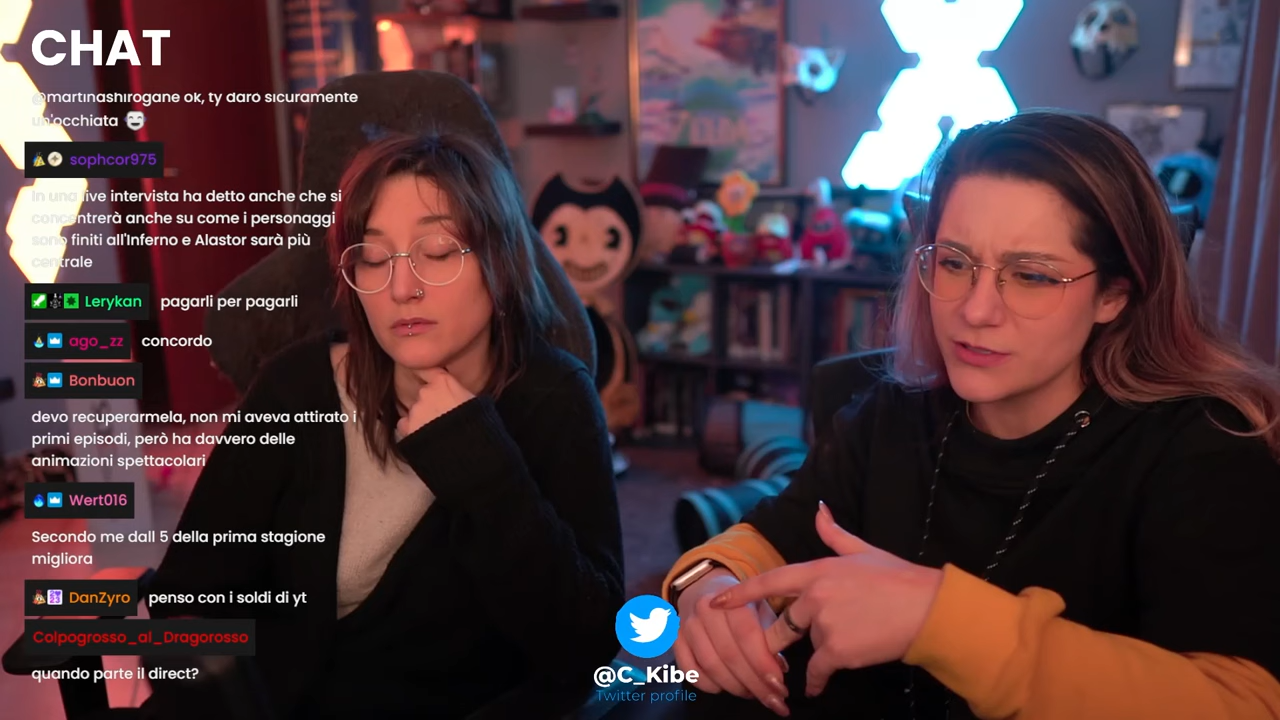 CHAT
@martinashirogane ok, ty darò sicuramente
un'occhiata
sophcor975
In una live intervista ha detto anche che si
concentrerà anche su come i personaggi
sono finiti all'Inferno e Alastor sarà più
centrale
Lerykan pagarli per pagarli
ago_zz concordo
Bonbuon
devo recuperarmela, non mi aveva attirato i
primi episodi, però ha davvero delle
animazioni spettacolari
Wert016
Secondo me dall 5 della prima stagione
migliora
DanZyro penso con i soldi di yt
Colpogrosso_al_Dragorosso
quando parte il direct?
@C_Kibe
Twitter profile